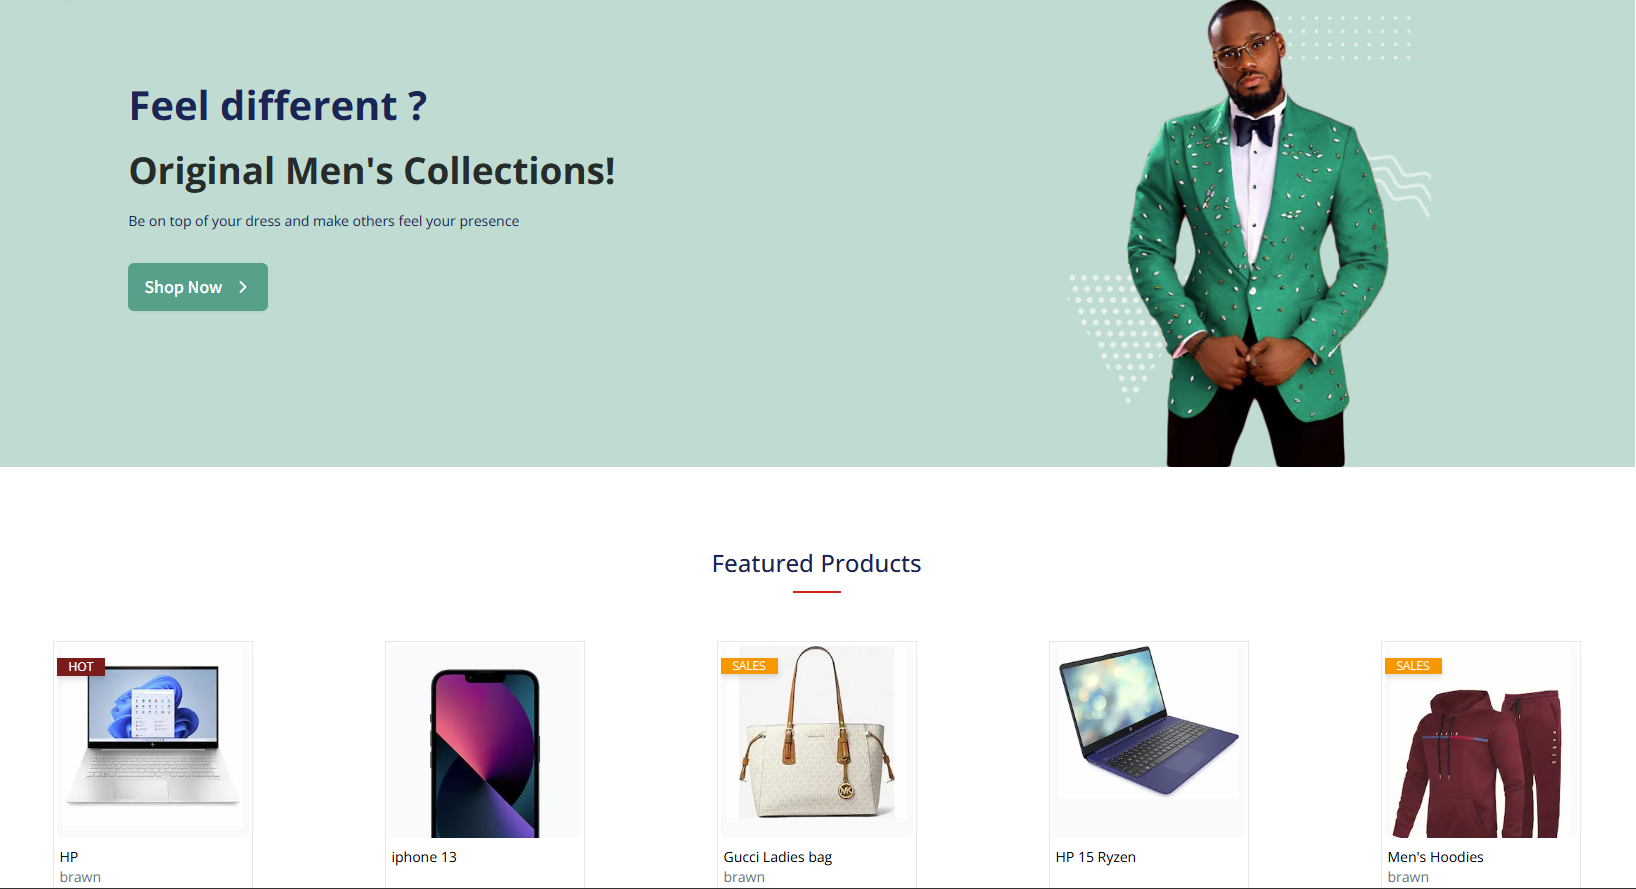 Feel different ?
Original Men's Collections!
Be on top of your dress and make others feel your presence
Shop Now
Featured Products
HOT
SALES
SALES
MK
HP
iphone 13
Gucci Ladies bag
HP 15 Ryzen
Men's Hoodies
brawn
brawn
brawn